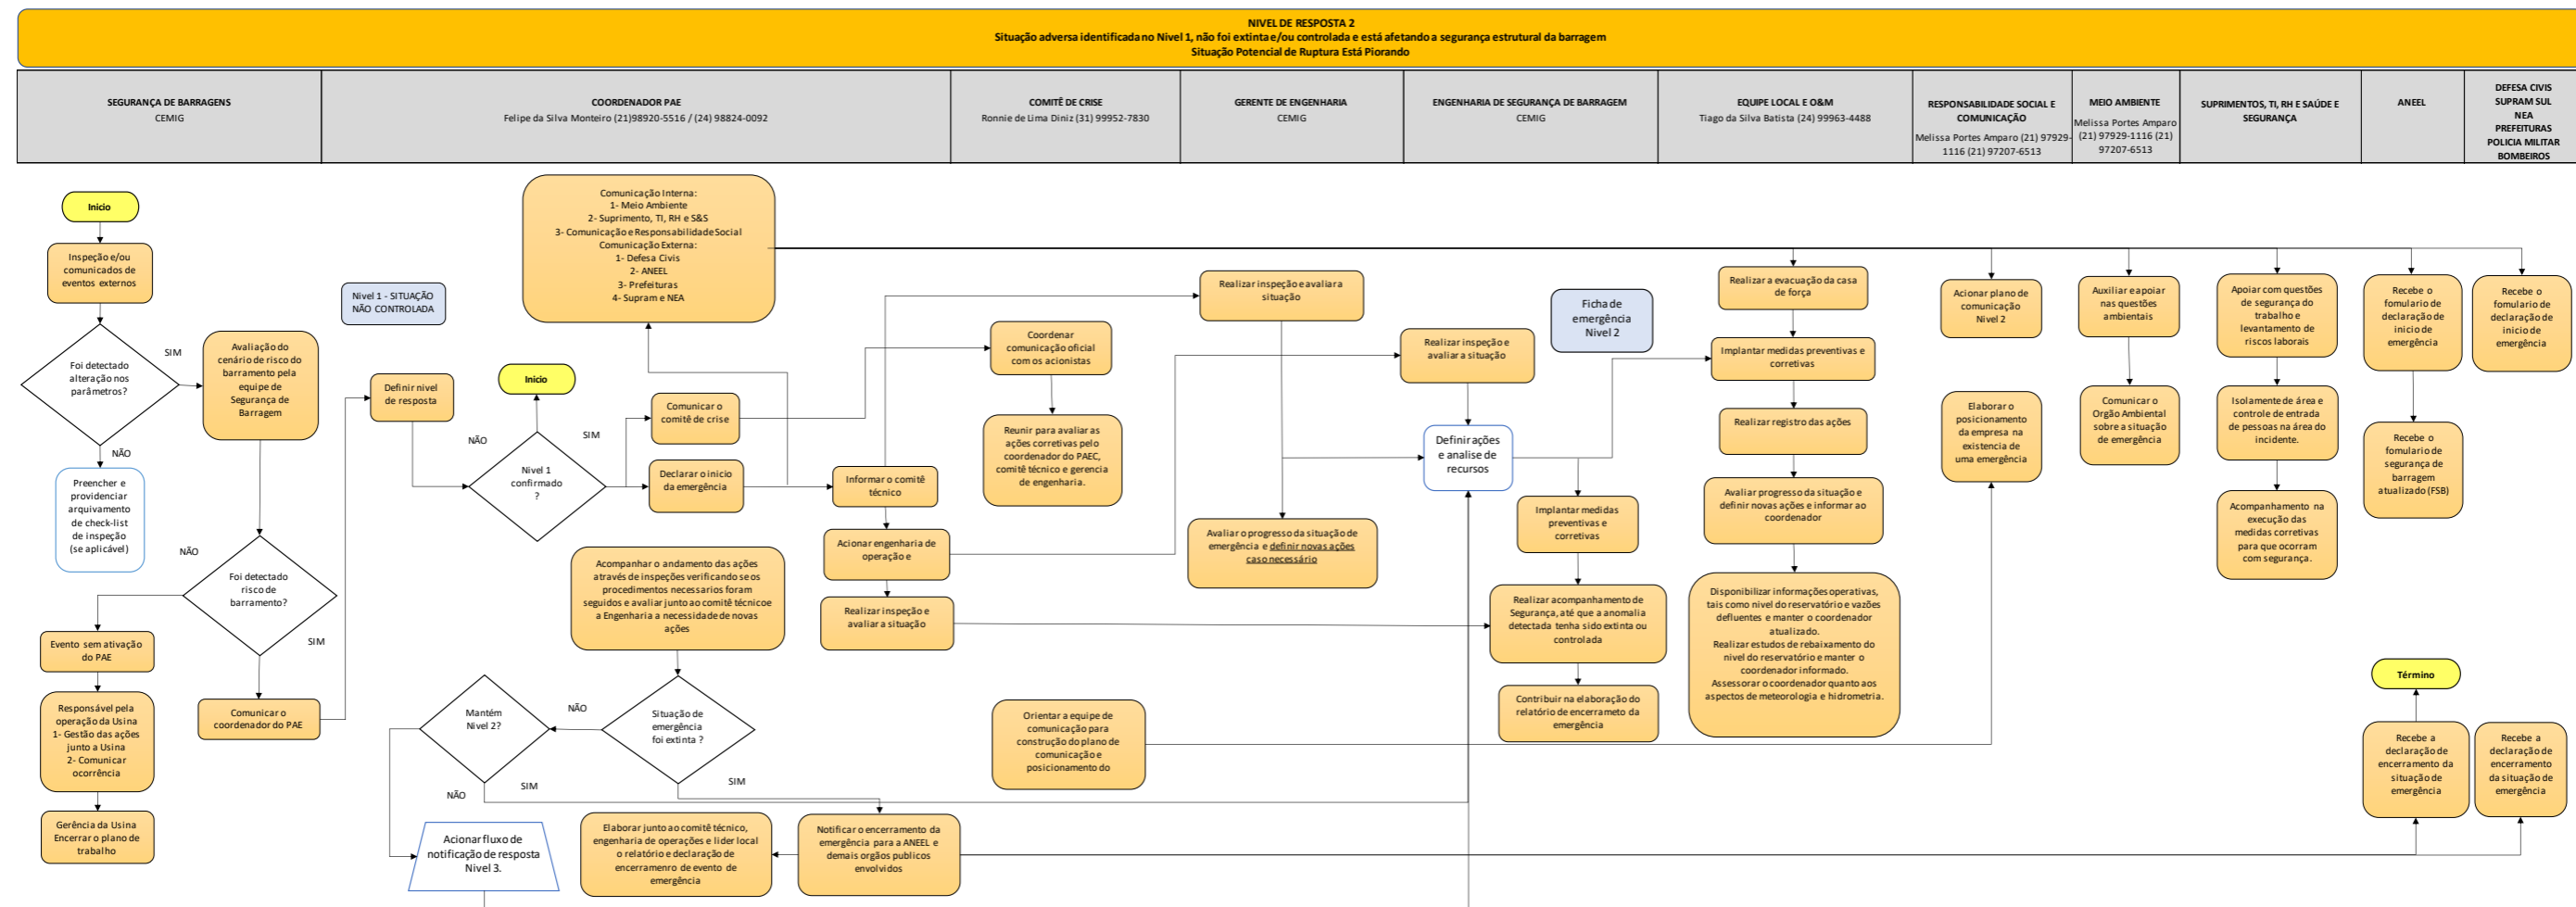 NIVEL DE RESPOSTA 2
Situação adversa identificada no Nivel 1, não foi extinta e/ou controlada e está afetando a segurança estrutural da barragem
Situação Potencial de Ruptura Está Piorando
SEGURANÇA DE BARRAGENS
CEMIG
COORDENADOR PAE
Felipe da Silva Monteiro (21)98920-5516 / (24) 98824-0092
COMITÊ DE CRISE
Ronnie de Lima Diniz (31) 99952-7830
GERENTE DE ENGENHARIA
CEMIG
ENGENHARIA DE SEGURANÇA DE BARRAGEM
CEMIG
EQUIPE LOCAL E O&M
Tiago da Silva Batista (24) 99963-4488
RESPONSABILIDADE SOCIAL E
COMUNICAÇÃO
Melissa Portes Amparo (21) 97929-
1116 (21) 97207-6513
MEIO AMBIENTE
Melissa Portes Amparo
(21) 97929-1116 (21)
97207-6513
SUPRIMENTOS, TI, RH E SAÚDE E
SEGURANÇA
ANEEL
DEFESA CIVIS
SUPRAM SUL
NEA
PREFEITURAS
POLICIA MILITAR
BOMBEIROS
Inicio
Inspeção e/ou
comunicados de
eventos externos
Foi detectado
alteração nos
parâmetros?
SIM
NÃO
Preencher e
providenciar
arquivamento
de check-list
de inspeção
(se aplicável)
Avaliação do
cenário de risco do
barramento pela
equipe de
Segurança de
Barragem
Foi detectado
risco de
barramento?
NÃO
SIM
Evento sem ativação
do PAE
Responsável pela
operação da Usina
1- Gestão das ações
junto a Usina
2- Comunicar
ocorrência
Gerência da Usina
Encerrar o plano de
trabalho
Comunicar o
coordenador do PAE
Nivel 1 - SITUAÇÃO
NÃO CONTROLADA
Definir nivel
de resposta
Inicio
NÃO
SIM
Nivel 1
confirmado
?
Comunicação Interna:
1- Meio Ambiente
2- Suprimento, TI, RH e S&S
3- Comunicação e Responsabilidade Social
Comunicação Externa:
1- Defesa Civis
2- ANEEL
3- Prefeituras
4- Supram e NEA
Comunicar o
comitê de crise
Declarar o inicio
da emergência
Informar o comitê
técnico
Acionar engenharia de
operação e
Realizar inspeção e
avaliar a situação
Acompanhar o andamento das ações
através de inspeções verificando se os
procedimentos necessarios foram
seguidos e avaliar junto ao comitê técnico e
a Engenharia a necessidade de novas
ações
Situação de
emergência
foi extinta ?
NÃO
SIM
Mantém
Nivel 2?
NÃO
SIM
Acionar fluxo de
notificação de resposta
Nivel 3.
Elaborar junto ao comitê técnico,
engenharia de operações e lider local
o relatório e declaração de
encerramenro de evento de
emergência
Notificar o encerramento da
emergência para a ANEEL e
demais orgãos publicos
envolvidos
Coordenar
comunicação oficial
com os acionistas
Reunir para avaliar as
ações corretivas pelo
coordenador do PAEC,
comitê técnico e gerencia
de engenharia.
Orientar a equipe de
comunicação para
construção do plano de
comunicação e
posicionamento do
Realizar inspeção e avaliar a
situação
Avaliar o progresso da situação de
emergência e definir novas ações
caso necessário
Realizar inspeção e
avaliar a situação
Ficha de
emergência
Nivel 2
Definir ações
e analise de
recursos
Implantar medidas
preventivas e
corretivas
Realizar acompanhamento de
Segurança, até que a anomalia
detectada tenha sido extinta ou
controlada
Contribuir na elaboração do
relatório de encerrameto da
emergência
Realizar a evacuação da casa
de força
Implantar medidas preventivas e
corretivas
Realizar registro das ações
Avaliar progresso da situação e
definir novas ações e informar ao
coordenador
Disponibilizar informações operativas,
tais como nivel do reservatório e vazões
defluentes e manter o coordenador
atualizado.
Realizar estudos de rebaixamento do
nivel do reservatório e manter o
coordenador informado.
Assessorar o coordenador quanto aos
aspectos de meteorologia e hidrometria.
Acionar plano de
comunicação
Nivel 2
Elaborar o
posicionamento
da empresa na
existencia de
uma emergência
Auxiliar e apoiar
nas questões
ambientais
Comunicar o
Orgão Ambiental
sobre a situação
de emergência
Apoiar com questões
de segurança do
trabalho e
levantamento de
riscos laborais
Isolamente de área e
controle de entrada
de pessoas na área do
incidente.
Acompanhamento na
execução das
medidas corretivas
para que ocorram
com segurança.
Recebe o
fomulario de
declaração de
inicio de
emergência
Recebe o
fomulario de
segurança de
barragem
atualizado (FSB)
Término
Recebe a
declaração de
encerramento da
situação de
emergência
Recebe o
fomulario de
declaração de
inicio de
emergência
Recebe a
declaração de
encerramento
da situação de
emergência